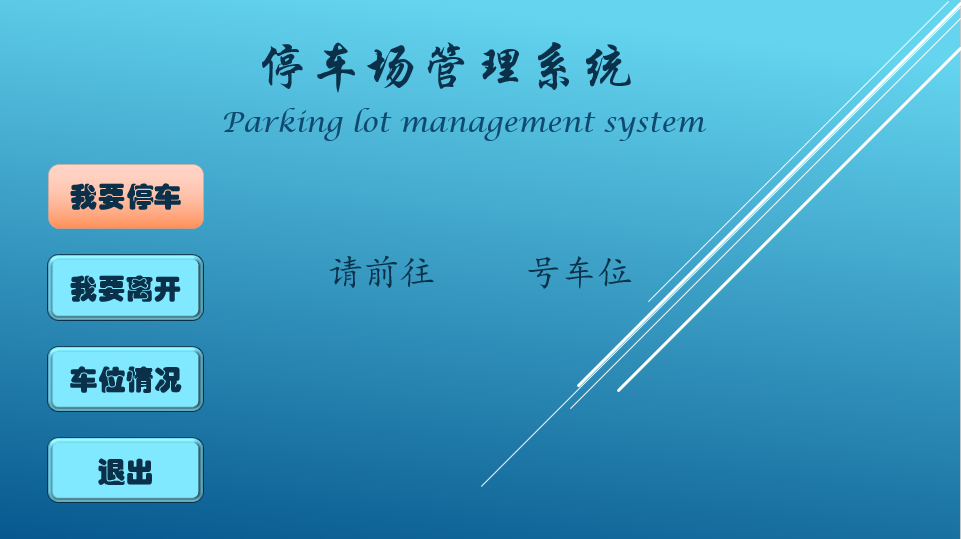 停车场管理系统
Parking lot management system
我要停车
请前往 号车位
我要离开
车位情况
退出